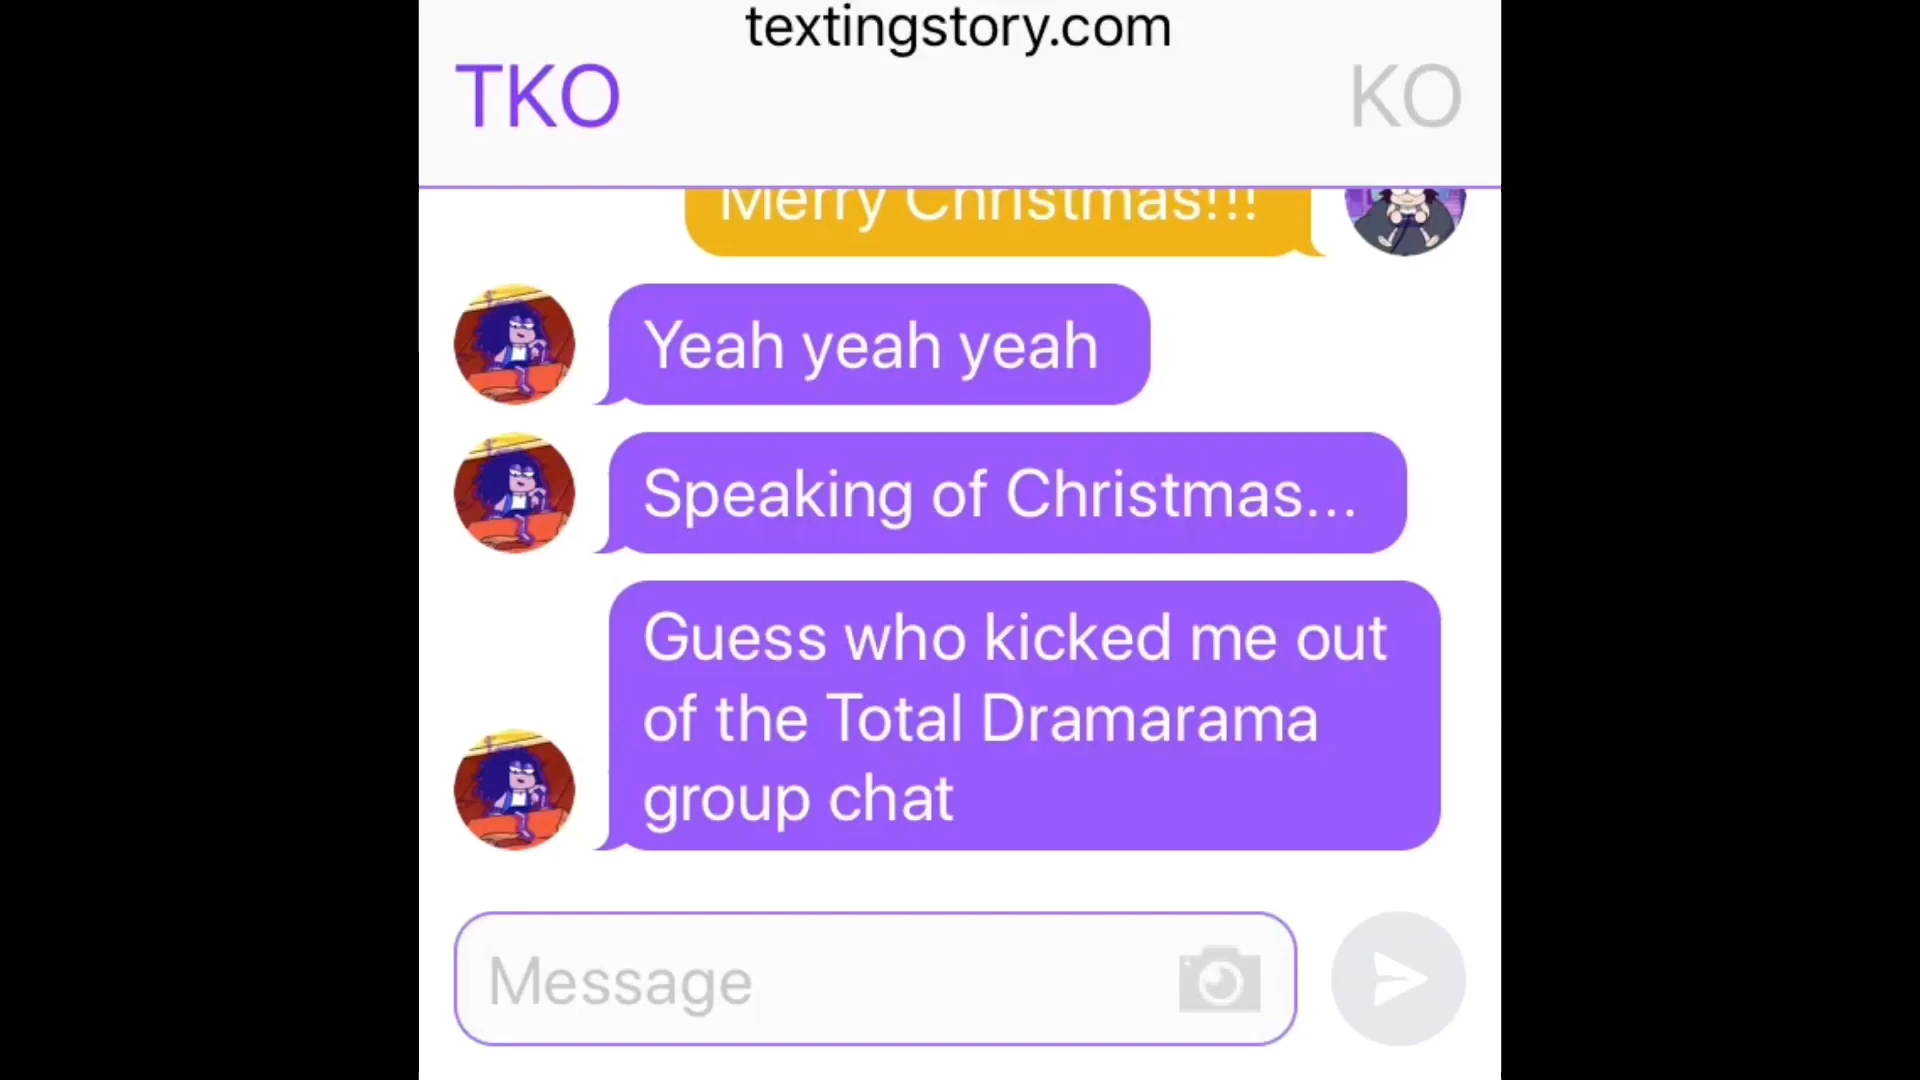 textingstory.com
TKO
KO
Merry Christmas!!!
Yeah yeah yeah
Speaking of Christmas...
Guess who kicked me out
of the Total Dramarama
group chat
Message